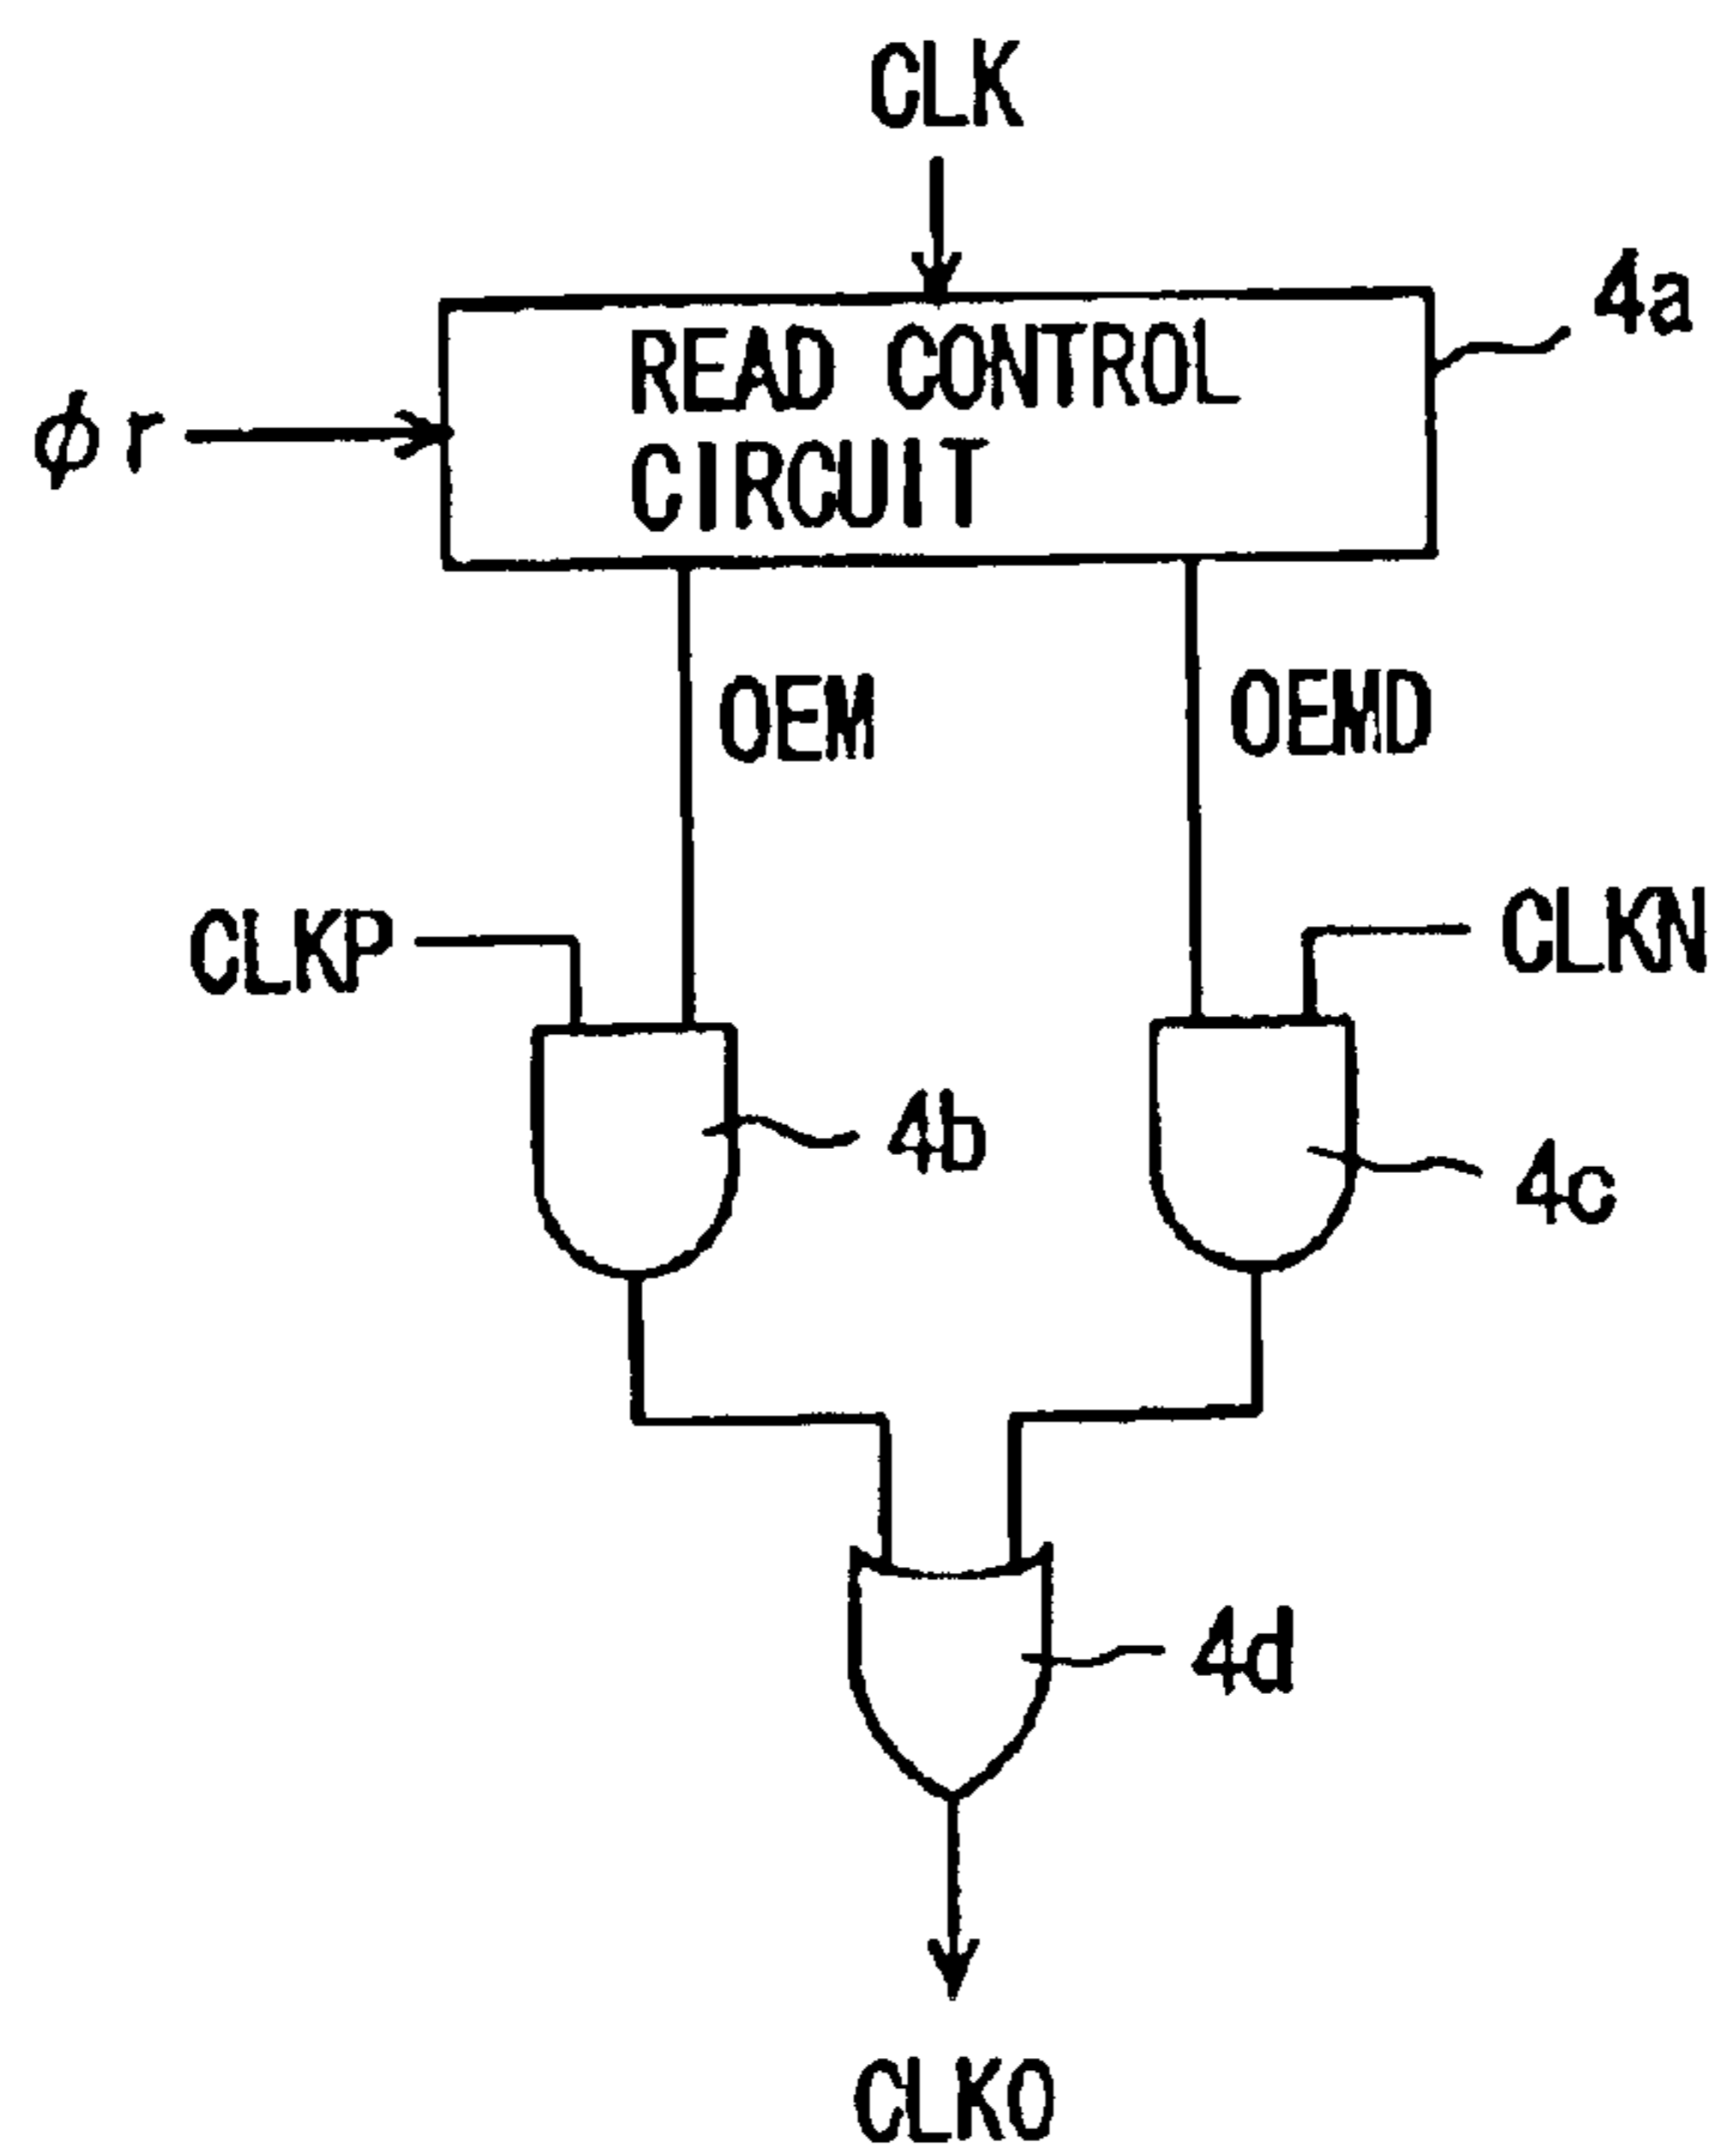 CLK
4a
READ CONTROL
CIRCUIT
φr
OEM
OEMD
CLKP
CLKN
4b
4c
4d
CLKO